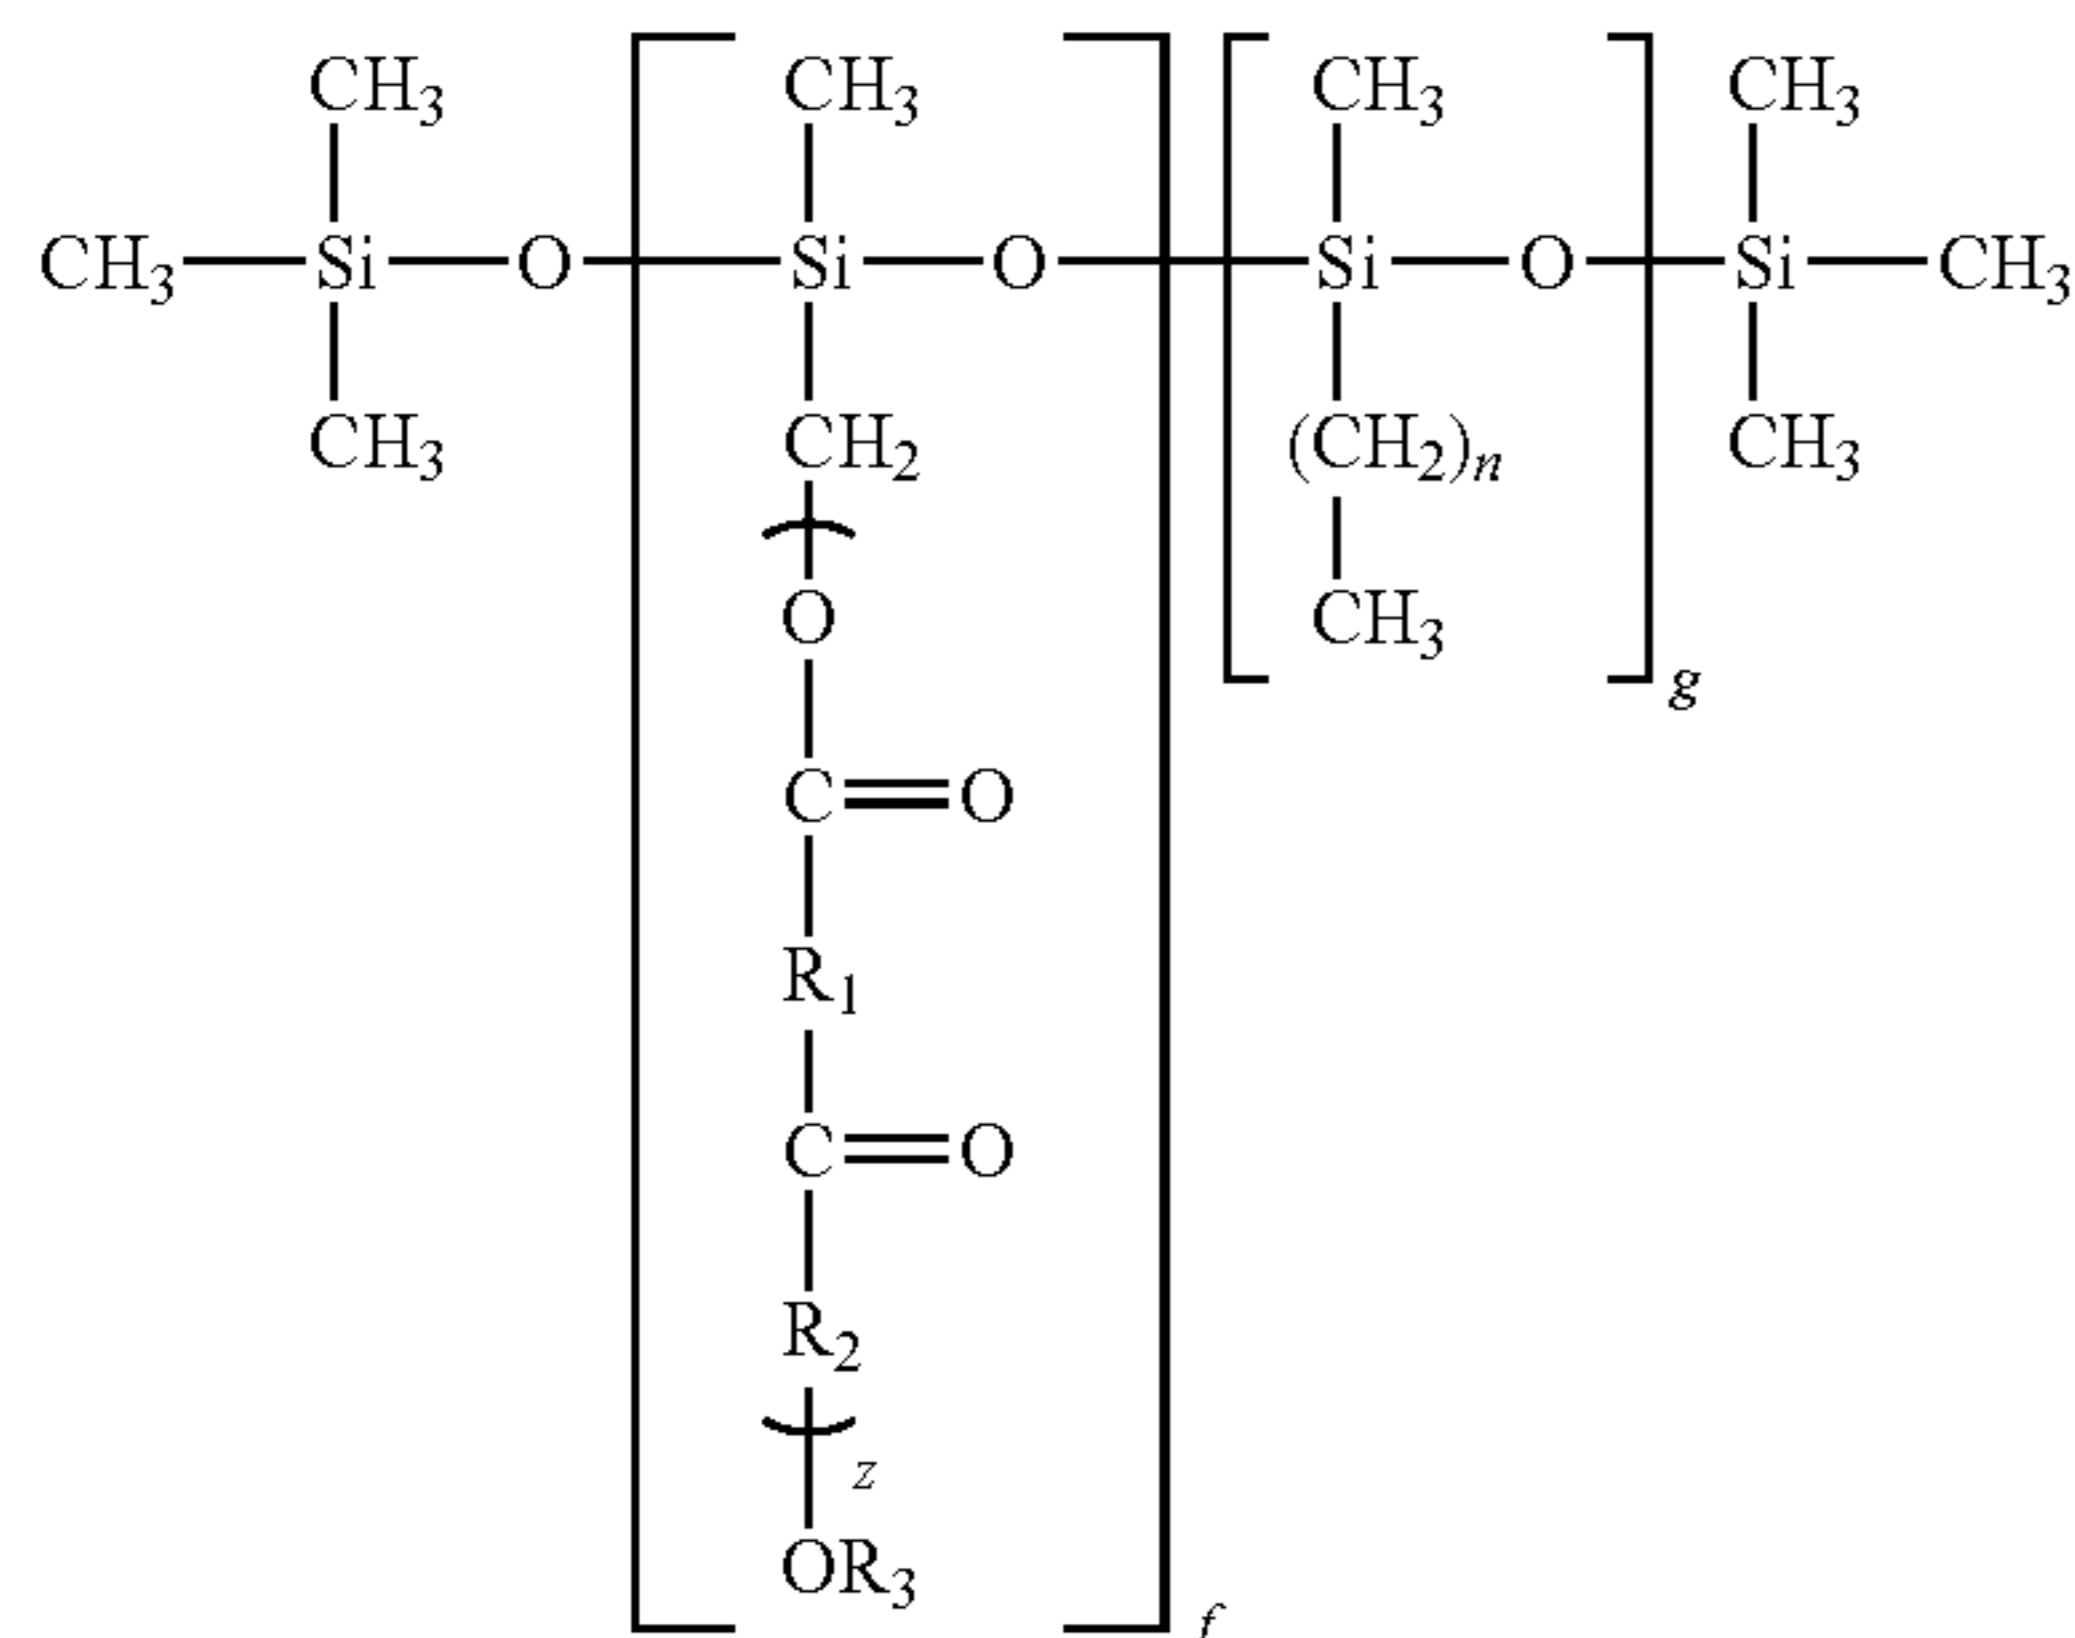 CH3 CH3 CH3 CH3
CH3 Si O Si O Si O Si CH3
CH3 CH2 (CH2)n CH3
O CH3
g
C O
R1
C O
R2
z
OR3
f